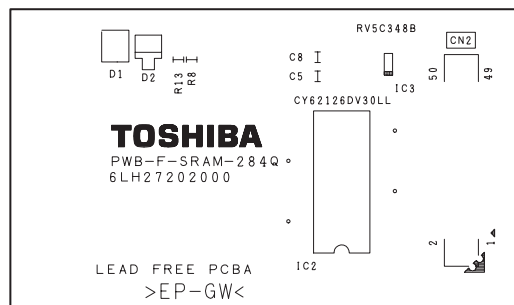 RV5C348B
CN2
D1
D2
R13
R8
C8
C5
IC3
50
49
CY62126DV30LL
TOSHIBA
PWB-F-SRAM-284Q
6LH27202000
IC2
2
1
LEAD FREE PCBA
>EP-GW<